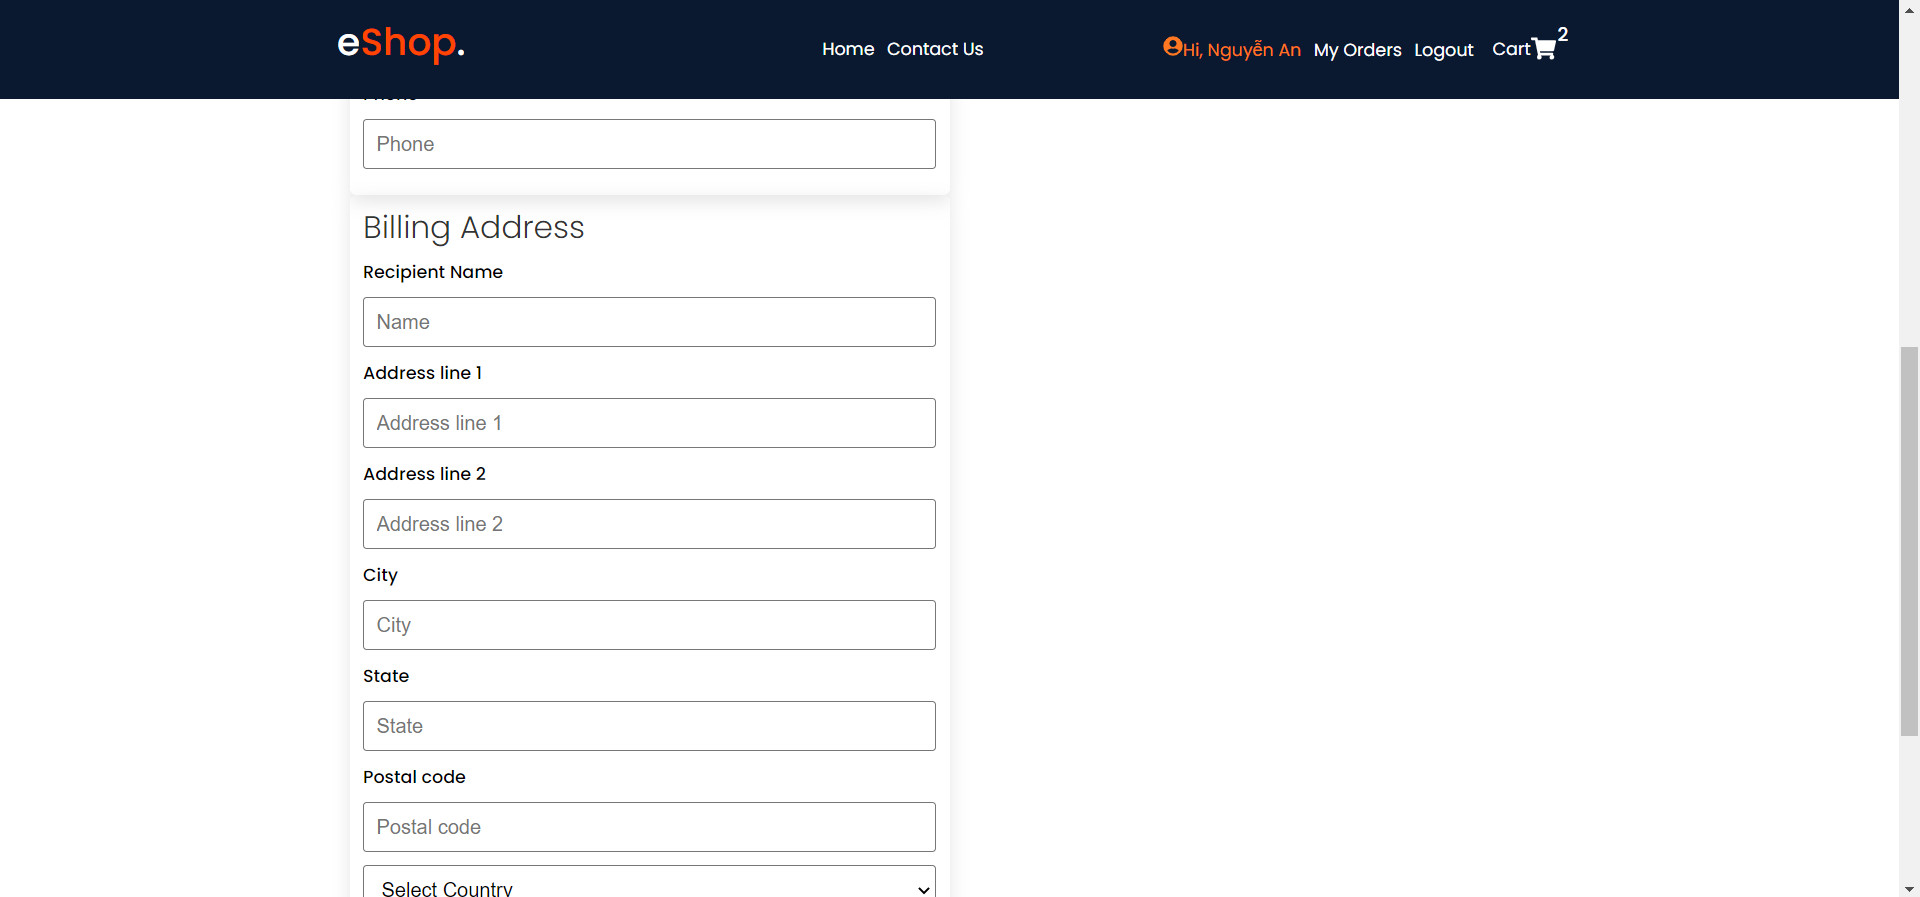 eShop.
Home Contact Us
Hi, Nguyễn An My Orders Logout Cart 2
Phone
Billing Address
Recipient Name
Name
Address line 1
Address line 1
Address line 2
Address line 2
City
City
State
State
Postal code
Postal code
Select Country